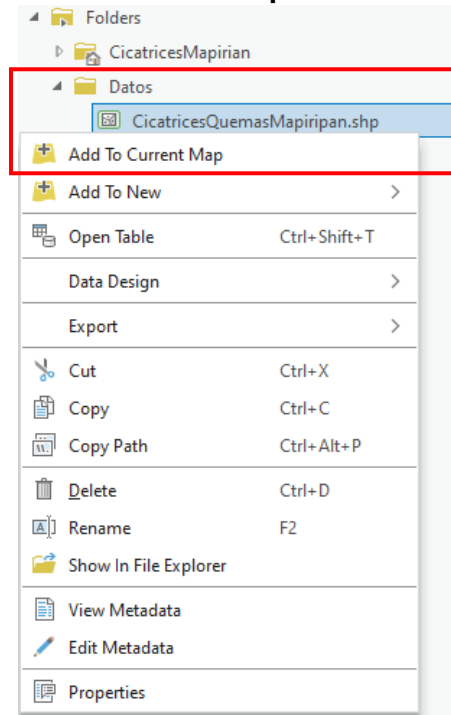 Folders
CicatricesMapirian
Datos
CicatricesQuemasMapiripan.shp
Add To Current Map
Add To New
Open Table Ctrl+Shift+T
Data Design
Export
Cut Ctrl+X
Copy Ctrl+C
Copy Path Ctrl+Alt+P
Delete Ctrl+D
Rename F2
Show In File Explorer
View Metadata
Edit Metadata
Properties